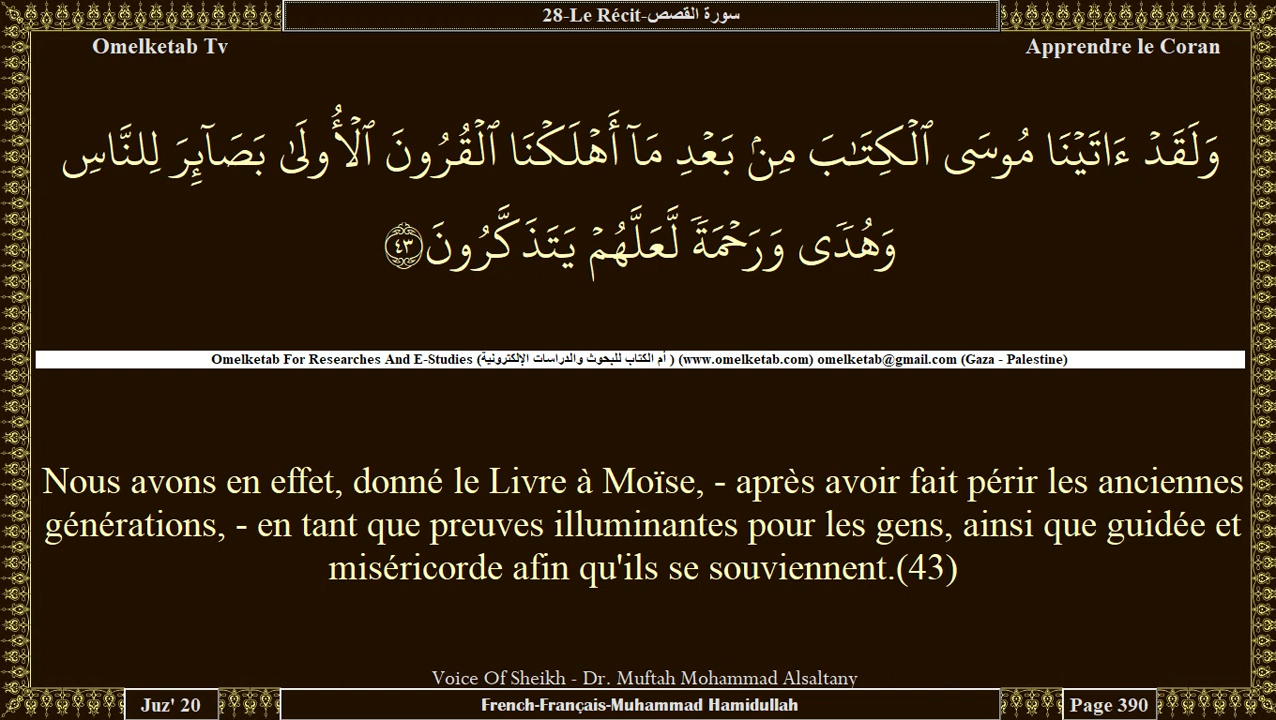 28-Le Récit-سورة القصص
Omelketab Tv
Apprendre le Coran
وَلَقَدۡ ءَاتَيۡنَا مُوسَى ٱلۡكِتَٰبَ مِنۢ بَعۡدِ مَآ أَهۡلَكۡنَا ٱلۡقُرُونَ ٱلۡأُولَىٰ بَصَآئِرَ لِلنَّاسِ
وَهُدٗى وَرَحۡمَةٗ لَّعَلَّهُمۡ يَتَذَكَّرُونَ ٤٣
Omelketab For Researches And E-Studies (أم الكتاب للبحوث والدراسات الإلكترونية ) (www.omelketab.com) omelketab@gmail.com (Gaza - Palestine)
Nous avons en effet, donné le Livre à Moïse, - après avoir fait périr les anciennes
générations, - en tant que preuves illuminantes pour les gens, ainsi que guidée et
miséricorde afin qu'ils se souviennent.(43)
Voice Of Sheikh - Dr. Muftah Mohammad Alsaltany
Juz' 20
French-Français-Muhammad Hamidullah
Page 390